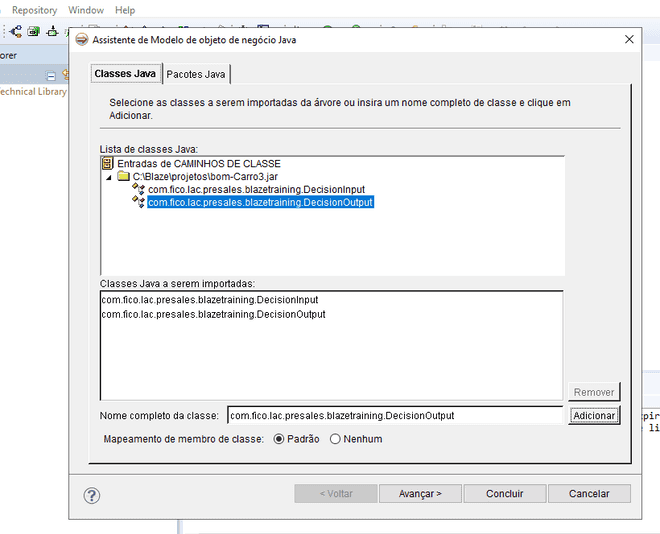 Repository Window Help
Assistente de Modelo de objeto de negócio Java
orer
Technical Library
Classes Java Pacotes Java
Selecione as classes a serem importadas da árvore ou insira um nome completo de classe e clique em
Adicionar.
Lista de classes Java:
Entradas de CAMINHOS DE CLASSE
C:\Blaze\projetos\bom-Carro3.jar
com.fico.lac.presales.blazetraining.DecisionInput
com.fico.lac.presales.blazetraining.DecisionOutput
Classes Java a serem importadas:
com.fico.lac.presales.blazetraining.DecisionInput
com.fico.lac.presales.blazetraining.DecisionOutput
Remover
Nome completo da classe: com.fico.lac.presales.blazetraining.DecisionOutput Adicionar
xpir
Mapeamento de membro de classe: Padrão Nenhum
e li
? < Voltar Avançar > Concluir Cancelar